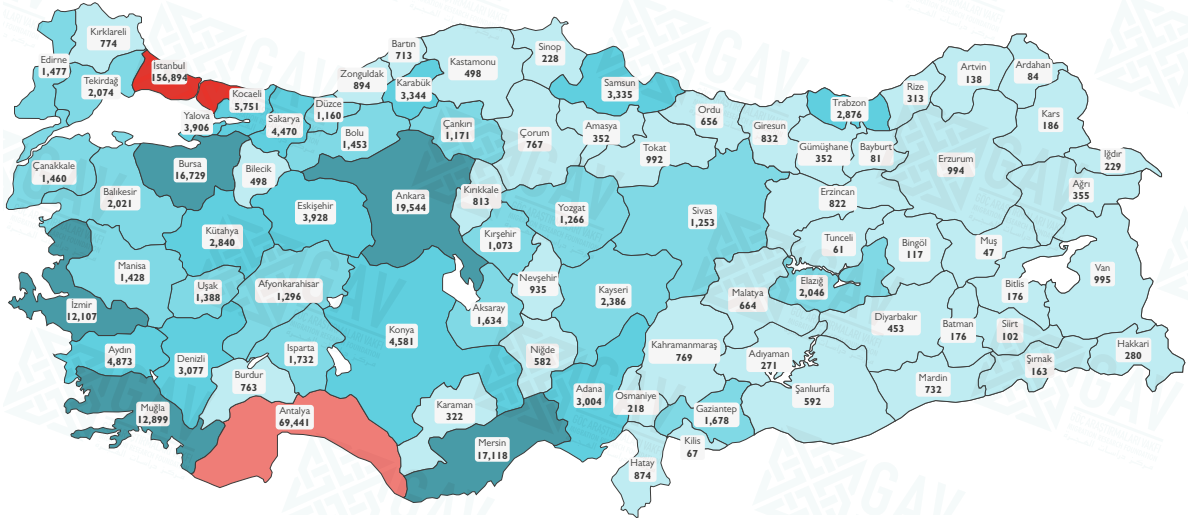 Kırklareli
774
Edirne
1,477
Tekirdağ
2,074
Istanbul
156,894
Kocaeli
5,751
Yalova
3,906
Sakarya
4,470
Düzce
1,160
Zonguldak
894
Bartın
713
Karabük
3,344
Kastamonu
498
Sinop
228
Samsun
3,335
Bolu
1,453
Çankırı
1,171
Çorum
767
Amasya
352
Tokat
992
Ordu
656
Giresun
832
Trabzon
2,876
Gümüşhane
352
Bayburt
81
Rize
313
Artvin
138
Ardahan
84
Kars
186
Iğdır
229
Ağrı
355
Erzurum
994
Erzincan
822
Çanakkale
1,460
Balıkesir
2,021
Bursa
16,729
Bilecik
498
Eskişehir
3,928
Ankara
19,544
Kırıkkale
813
Yozgat
1,266
Sivas
1,253
Kırşehir
1,073
Kütahya
2,840
Manisa
1,428
Uşak
1,388
Afyonkarahisar
1,296
İzmir
12,107
Aydın
4,873
Denizli
3,077
Burdur
763
Isparta
1,732
Muğla
12,899
Antalya
69,441
Konya
4,581
Karaman
322
Mersin
17,118
Aksaray
1,634
Nevşehir
935
Niğde
582
Kayseri
2,386
Adana
3,004
Osmaniye
218
Hatay
874
Kilis
67
Gaziantep
1,678
Kahramanmaraş
769
Malatya
664
Adıyaman
271
Şanlıurfa
592
Elazığ
2,046
Tunceli
61
Bingöl
117
Muş
47
Diyarbakır
453
Batman
176
Bitlis
176
Siirt
102
Van
995
Mardin
732
Şırnak
163
Hakkari
280
GAV